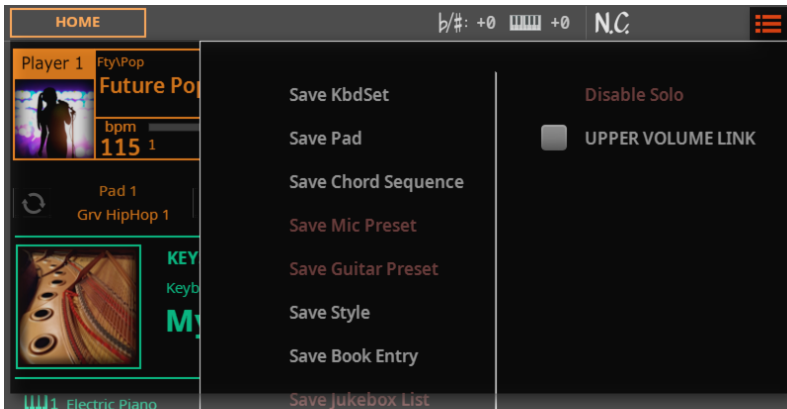 HOME
♭/♯: +0 +0 N.C.
Player 1 Fty\Pop
Future Pop
bpm
115 1
Pad 1
Grv HipHop 1
KEY
Keyb
My
1 Electric Piano
Save KbdSet
Save Pad
Save Chord Sequence
Save Mic Preset
Save Guitar Preset
Save Style
Save Book Entry
Save Jukebox List
Disable Solo
UPPER VOLUME LINK